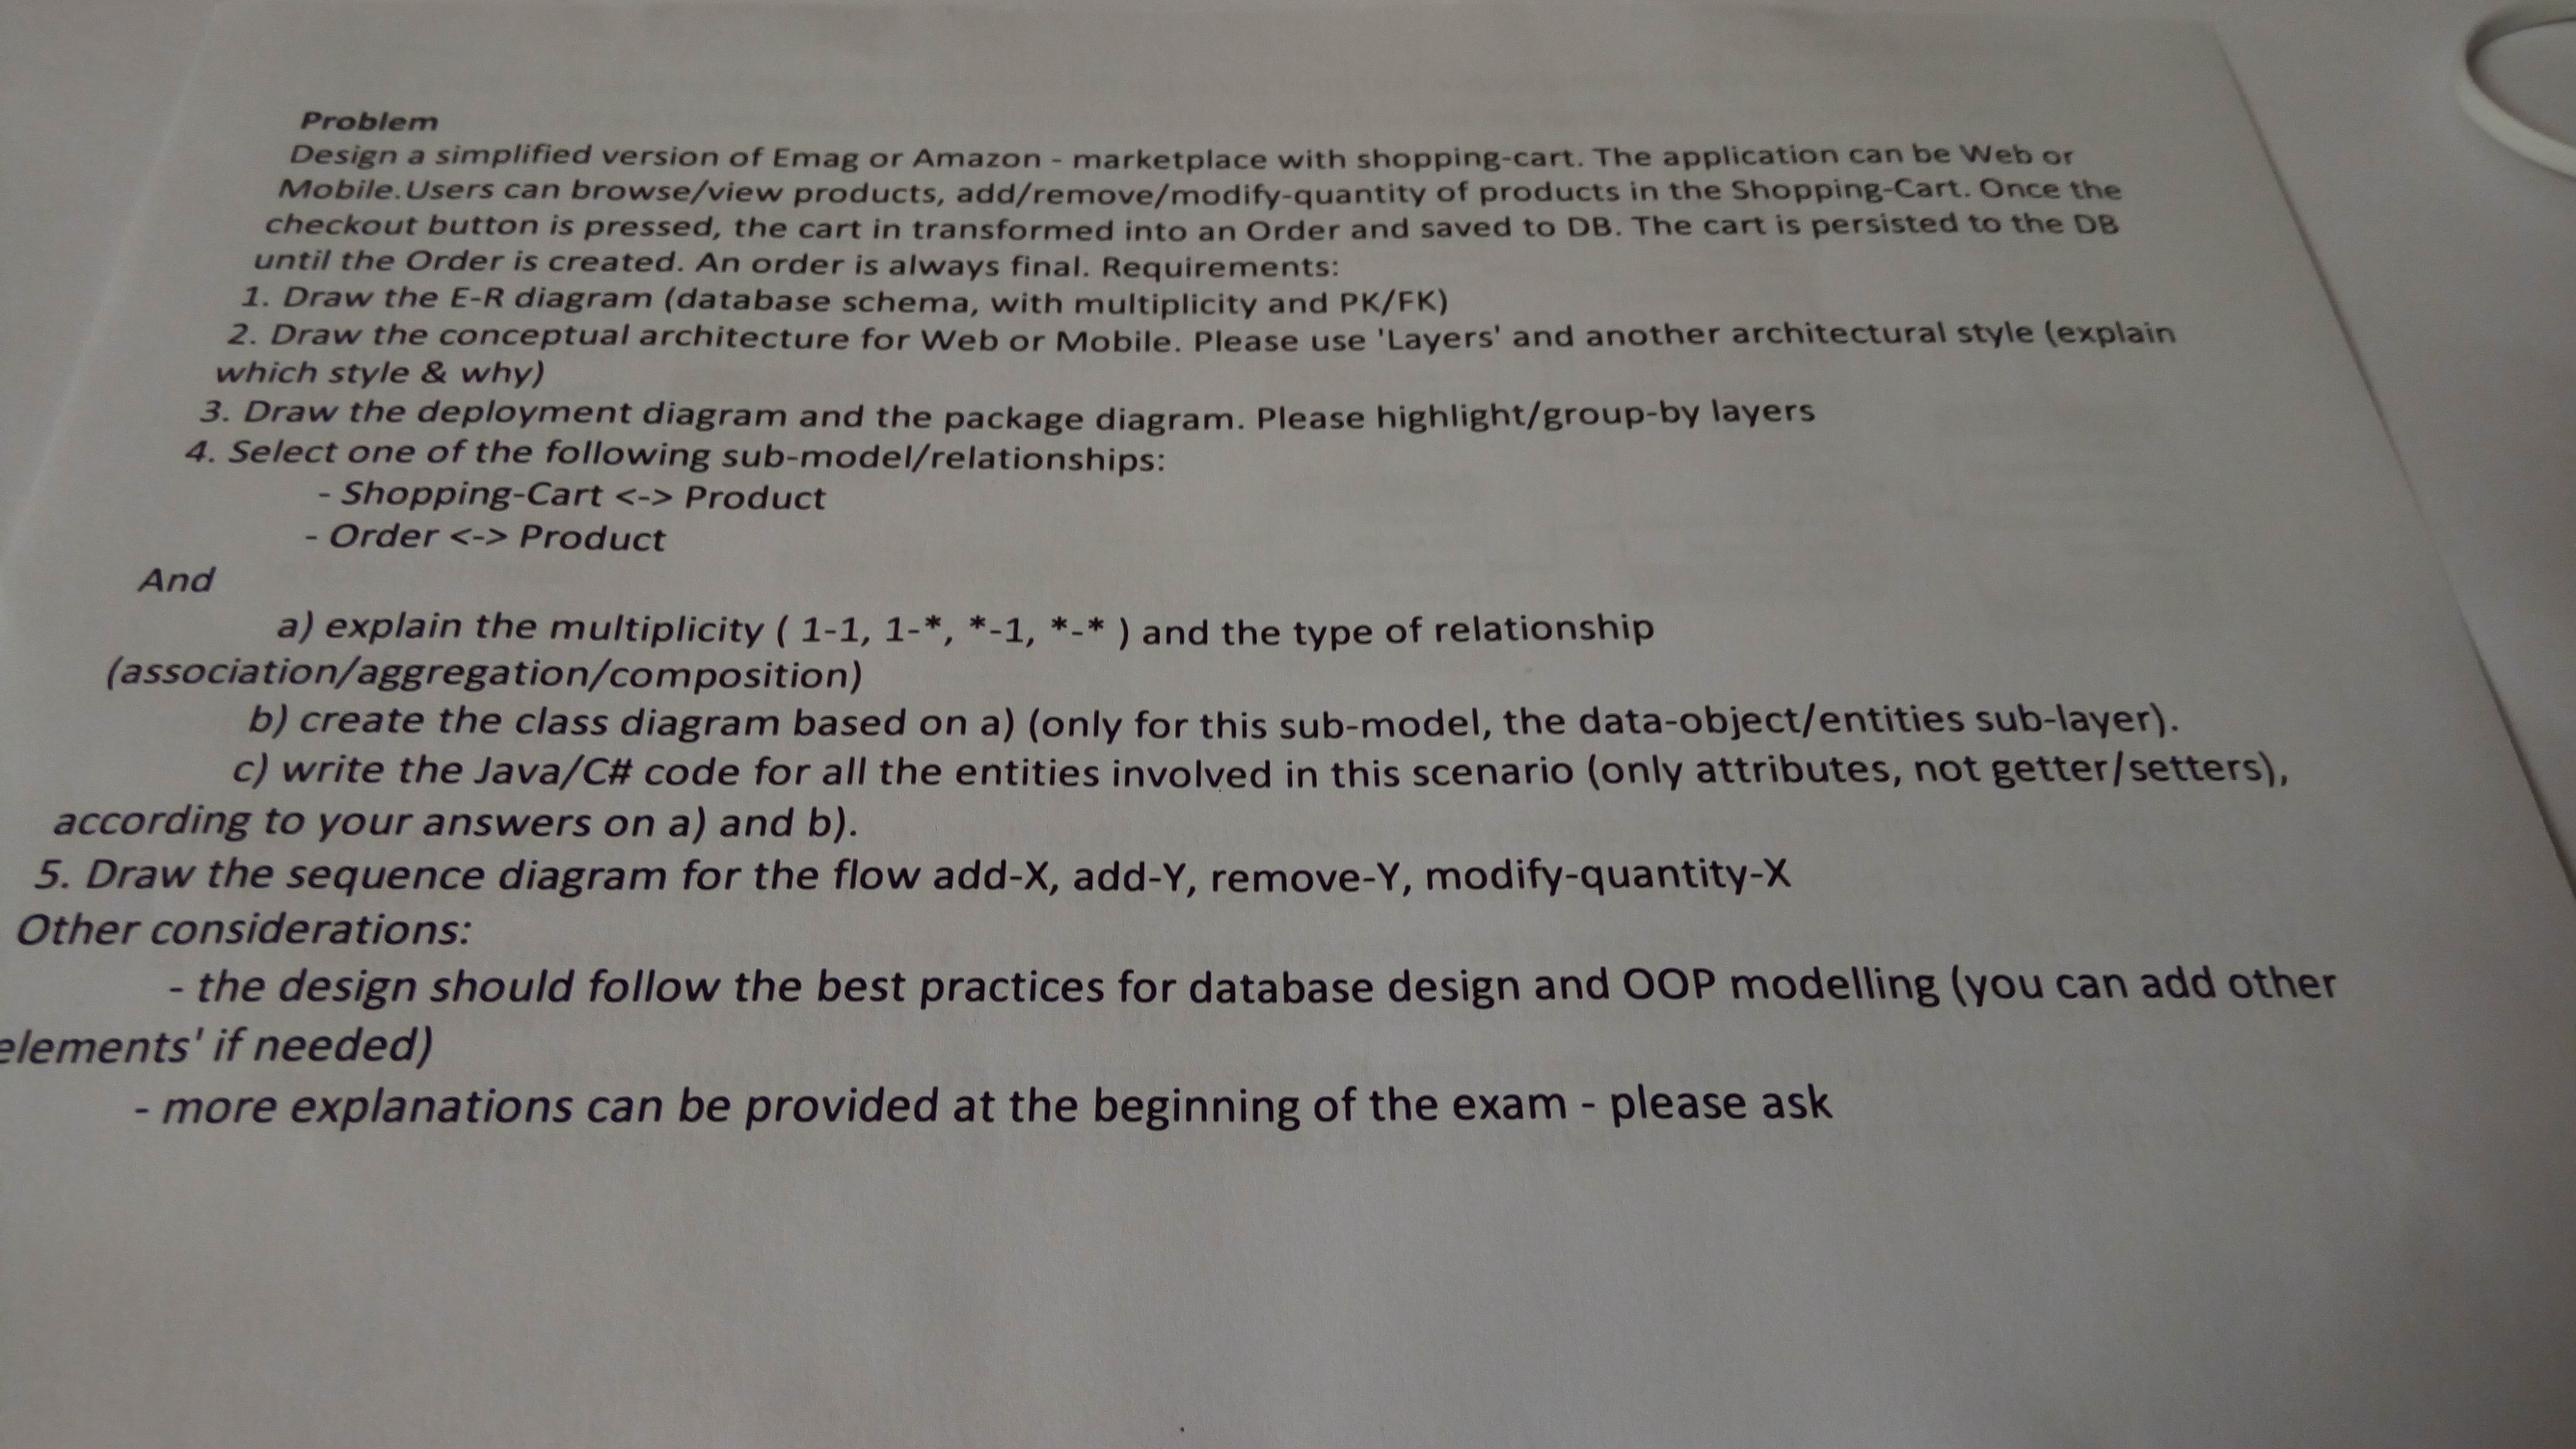 Problem
Design a simplified version of Emag or Amazon - marketplace with shopping-cart. The application can be Web or
Mobile.Users can browse/view products, add/remove/modify-quantity of products in the Shopping-Cart. Once the
checkout button is pressed, the cart in transformed into an Order and saved to DB. The cart is persisted to the DB
until the Order is created. An order is always final. Requirements:
1. Draw the E-R diagram (database schema, with multiplicity and PK/FK)
2. Draw the conceptual architecture for Web or Mobile. Please use 'Layers' and another architectural style (explain
which style & why)
3. Draw the deployment diagram and the package diagram. Please highlight/group-by layers
4. Select one of the following sub-model/relationships:
- Shopping-Cart <-> Product
- Order <-> Product
And
a) explain the multiplicity ( 1-1, 1-*, *-1, *-* ) and the type of relationship
(association/aggregation/composition)
b) create the class diagram based on a) (only for this sub-model, the data-object/entities sub-layer).
c) write the Java/C# code for all the entities involved in this scenario (only attributes, not getter/setters),
according to your answers on a) and b).
5. Draw the sequence diagram for the flow add-X, add-Y, remove-Y, modify-quantity-X
Other considerations:
- the design should follow the best practices for database design and OOP modelling (you can add other
elements' if needed)
- more explanations can be provided at the beginning of the exam - please ask